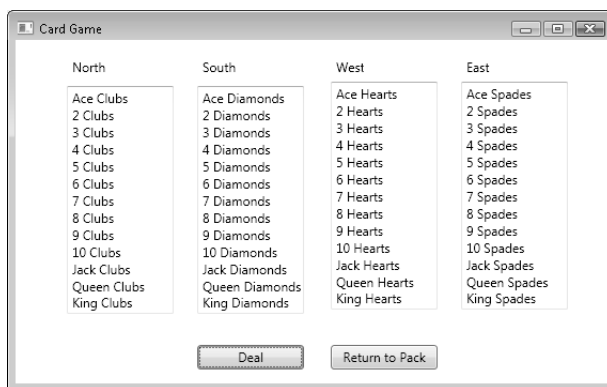 Card Game
North
Ace Clubs
2 Clubs
3 Clubs
4 Clubs
5 Clubs
6 Clubs
7 Clubs
8 Clubs
9 Clubs
10 Clubs
Jack Clubs
Queen Clubs
King Clubs
South
Ace Diamonds
2 Diamonds
3 Diamonds
4 Diamonds
5 Diamonds
6 Diamonds
7 Diamonds
8 Diamonds
9 Diamonds
10 Diamonds
Jack Diamonds
Queen Diamonds
King Diamonds
West
Ace Hearts
2 Hearts
3 Hearts
4 Hearts
5 Hearts
6 Hearts
7 Hearts
8 Hearts
9 Hearts
10 Hearts
Jack Hearts
Queen Hearts
King Hearts
East
Ace Spades
2 Spades
3 Spades
4 Spades
5 Spades
6 Spades
7 Spades
8 Spades
9 Spades
10 Spades
Jack Spades
Queen Spades
King Spades
Deal
Return to Pack